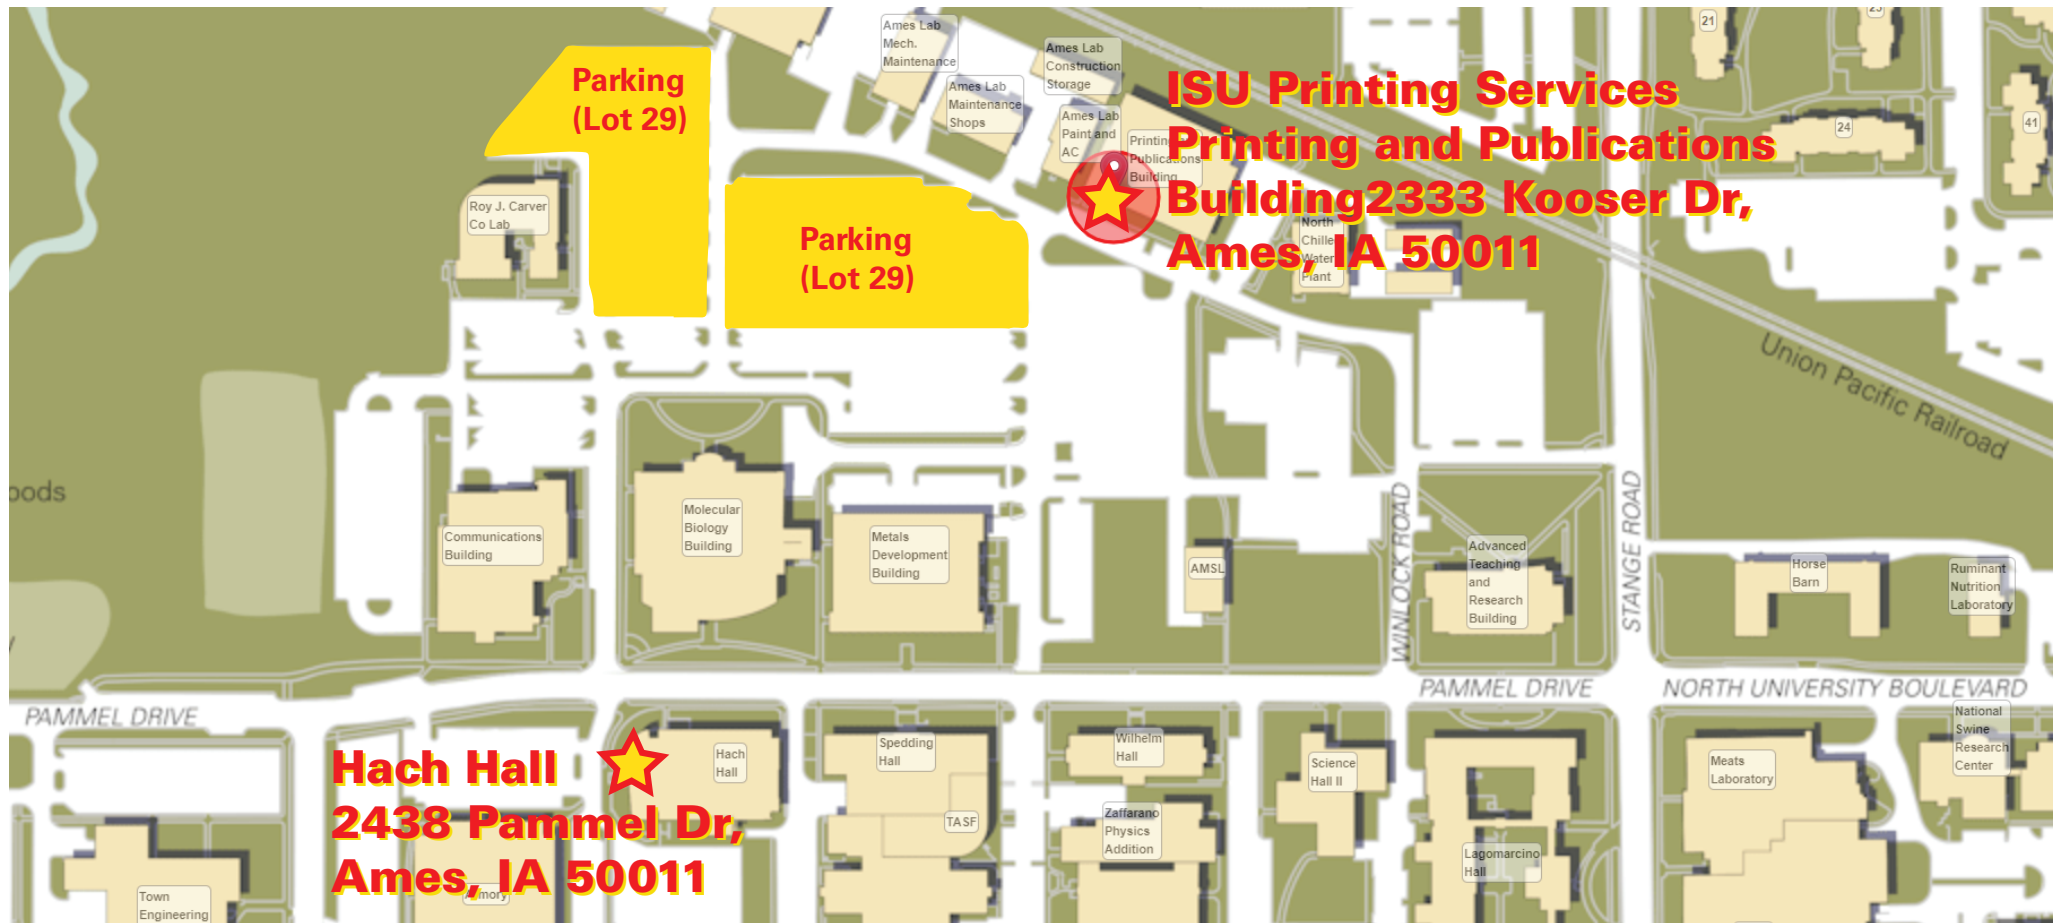 Parking
(Lot 29)
Parking
(Lot 29)
ISU Printing Services
Printing and Publications
Building2333 Kooser Dr,
Ames, IA 50011
Hach Hall
2438 Pammel Dr,
Ames, IA 50011
Ames Lab
Mech.
Maintenance
Ames Lab
Maintenance
Shops
Ames Lab
Construction
Storage
Ames Lab
Paint and
AC
Printing
Publications
Building
North
Chille
Water
Plant
21
23
24
41
Roy J. Carver
Co Lab
Union Pacific Railroad
oods
Communications
Building
Molecular
Biology
Building
Metals
Development
Building
AMSL
WINLOCK ROAD
Advanced
Teaching
and
Research
Building
STANGE ROAD
Horse
Barn
Ruminant
Nutrition
Laboratory
PAMMEL DRIVE
PAMMEL DRIVE
NORTH UNIVERSITY BOULEVARD
Hach
Hall
Spedding
Hall
TASF
Wilhelm
Hall
Zaffarano
Physics
Addition
Science
Hall II
Lagomarcino
Hall
Meats
Laboratory
National
Swine
Research
Center
Town
Engineering
Armory